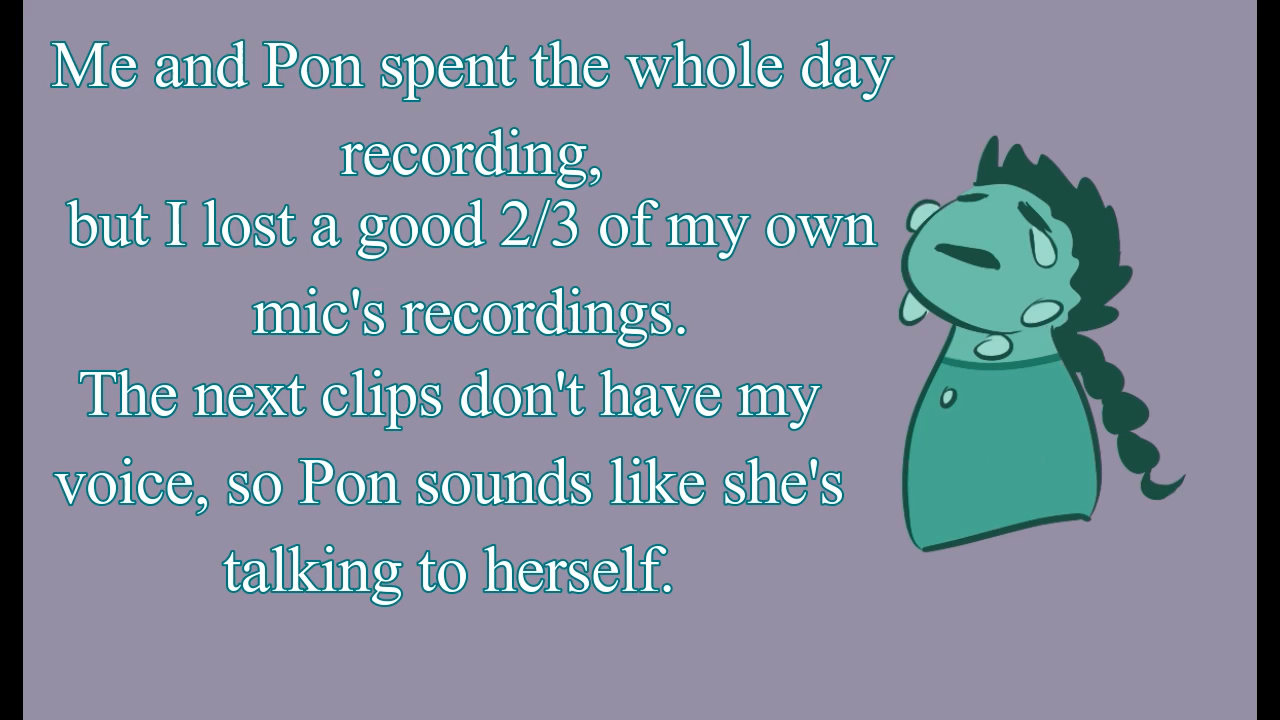 Me and Pon spent the whole day
recording,
but I lost a good 2/3 of my own
mic's recordings.
The next clips don't have my
voice, so Pon sounds like she's
talking to herself.